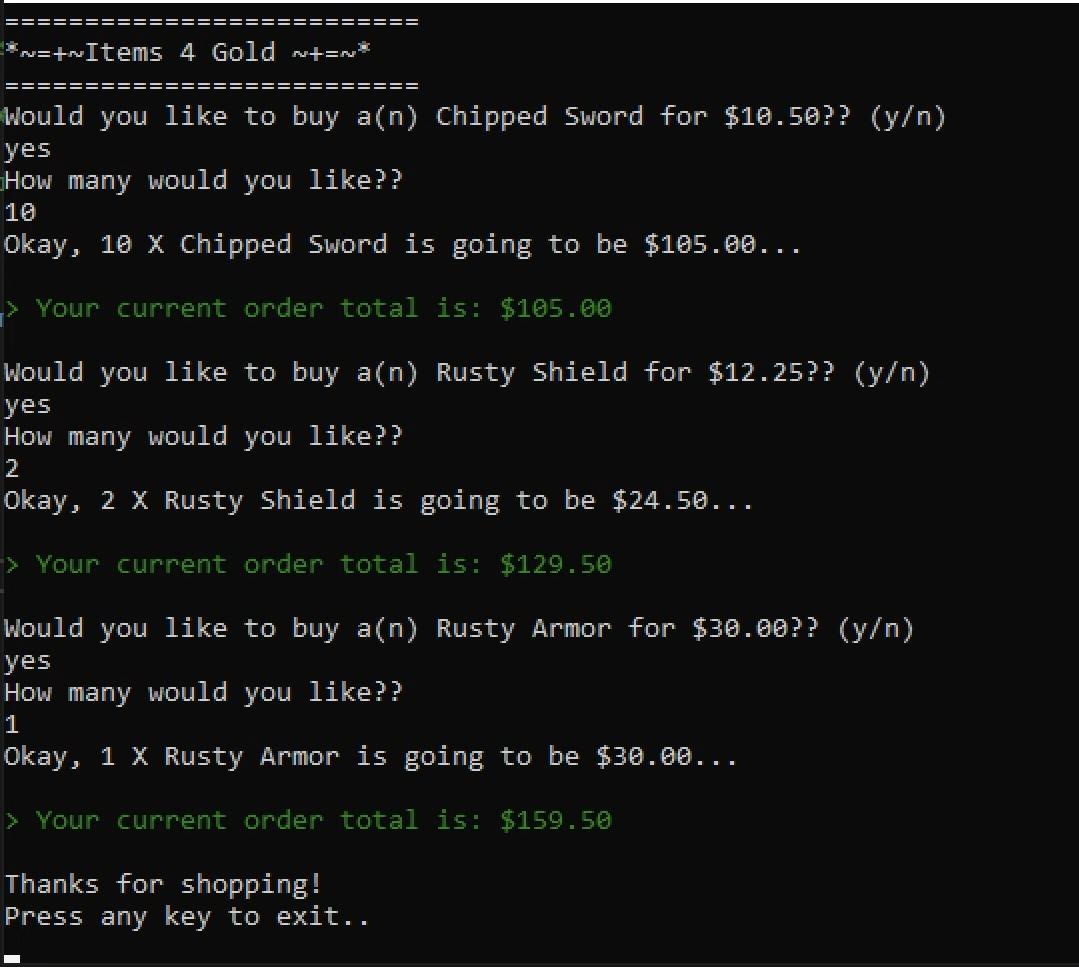 ==========================
*~=+~Items 4 Gold ~+=~*
==========================
Would you like to buy a(n) Chipped Sword for $10.50?? (y/n)
yes
How many would you like??
10
Okay, 10 X Chipped Sword is going to be $105.00...
> Your current order total is: $105.00
Would you like to buy a(n) Rusty Shield for $12.25?? (y/n)
yes
How many would you like??
2
Okay, 2 X Rusty Shield is going to be $24.50...
> Your current order total is: $129.50
Would you like to buy a(n) Rusty Armor for $30.00?? (y/n)
yes
How many would you like??
1
Okay, 1 X Rusty Armor is going to be $30.00...
> Your current order total is: $159.50
Thanks for shopping!
Press any key to exit..